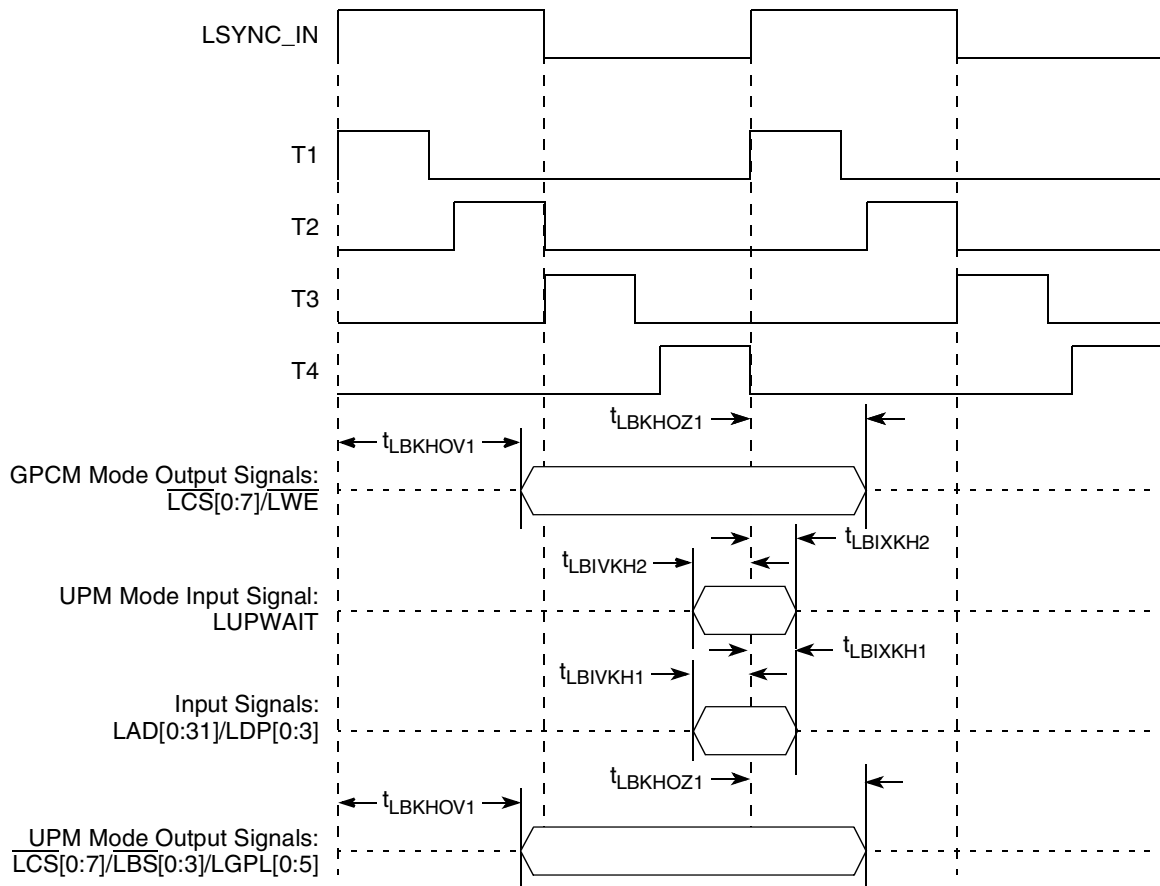 LSYNC_IN
T1
T2
T3
T4
tLBKHOZ1
tLBKHOV1
GPCM Mode Output Signals:
LCS[0:7]/LWE
tLBIXKH2
tLBIVKH2
UPM Mode Input Signal:
LUPWAIT
tLBIXKH1
tLBIVKH1
Input Signals:
LAD[0:31]/LDP[0:3]
tLBKHOZ1
tLBKHOV1
UPM Mode Output Signals:
LCS[0:7]/LBS[0:3]/LGPL[0:5]